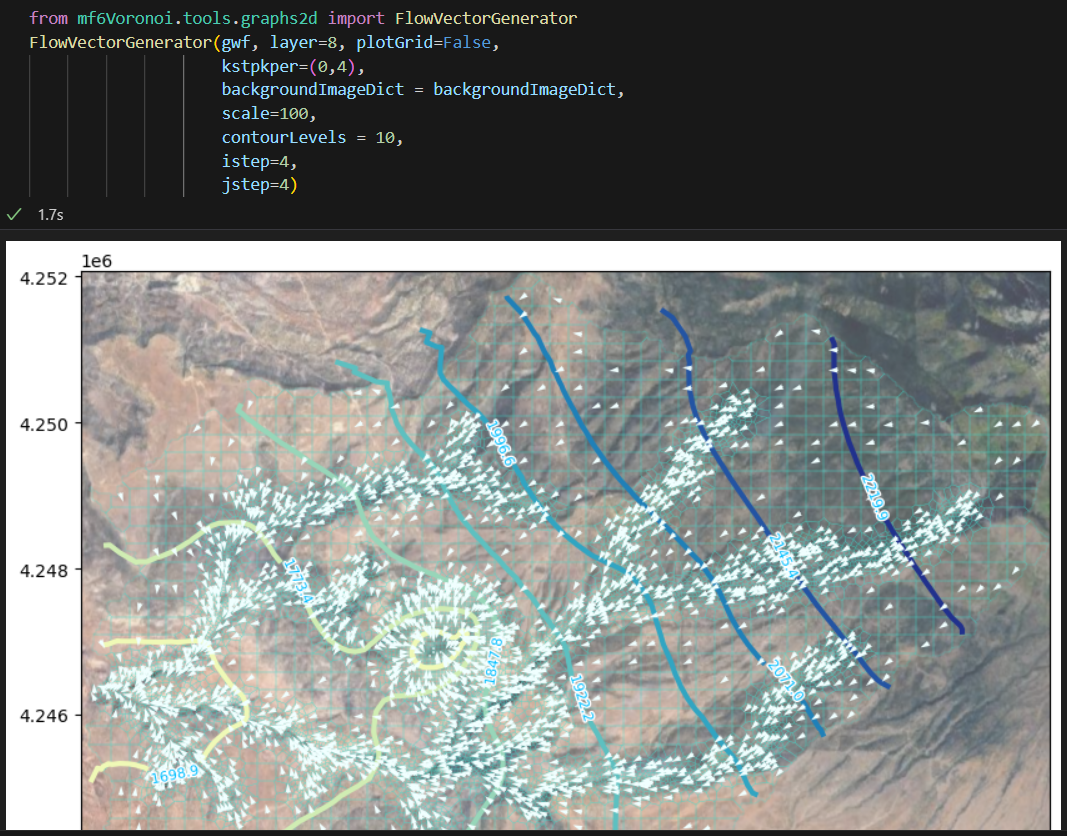 from mf6Voronoi.tools.graphs2d import FlowVectorGenerator
FlowVectorGenerator(gwf, layer=8, plotGrid=False,
kstpkper=(0,4),
backgroundImageDict = backgroundImageDict,
scale=100,
contourLevels = 10,
istep=4,
jstep=4)
1.7s
1e6
4.252
4.250
1996.6
2219.9
4.248
2145.4
1773.4
1847.8
2071.0
1922.2
4.246
1698.9